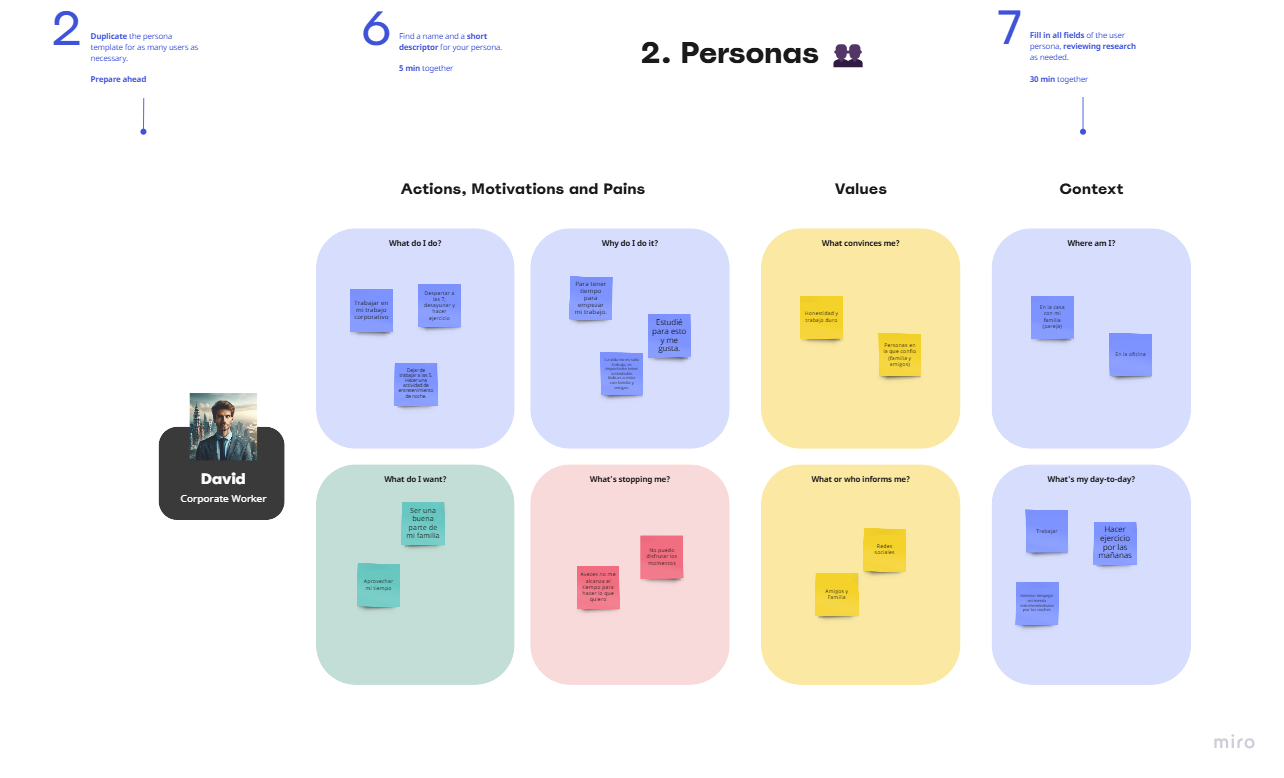 2
Duplicate the persona
template for as many users as
necessary.
Prepare ahead
6
Find a name and a short
descriptor for your persona.
5 min together
2. Personas
7
Fill in all fields of the user
persona, reviewing research
as needed.
30 min together
Actions, Motivations and Pains
Values
Context
What do I do?
Trabajar en
mi trabajo
corporativo
Despertar a
las 7,
desayunar y
hacer
ejercicio
Dejar de
trabajar a las 5.
Hacer una
actividad de
entretenimiento
de noche.
Why do I do it?
Para tener
tiempo
para
empezar
mi trabajo.
Estudié
para esto
y me
gusta.
What convinces me?
Honestidad y
trabajo duro
Personas en
la que confio
(familia y
amigos)
Where am I?
En la casa
con mi
familia
(pareja)
En la oficina
David
Corporate Worker
What do I want?
Ser una
buena
parte de
mi familia
Aprovechar
mi tiempo
What's stopping me?
No puedo
disfrutar los
momentos
Aveces no me
alcanza el
tiempo para
hacer lo que
quiero
What or who informs me?
Redes
sociales
Amigos y
Familia
What's my day-to-day?
Trabajar
Hacer
ejercicio
por las
mañanas
por las noches
miro